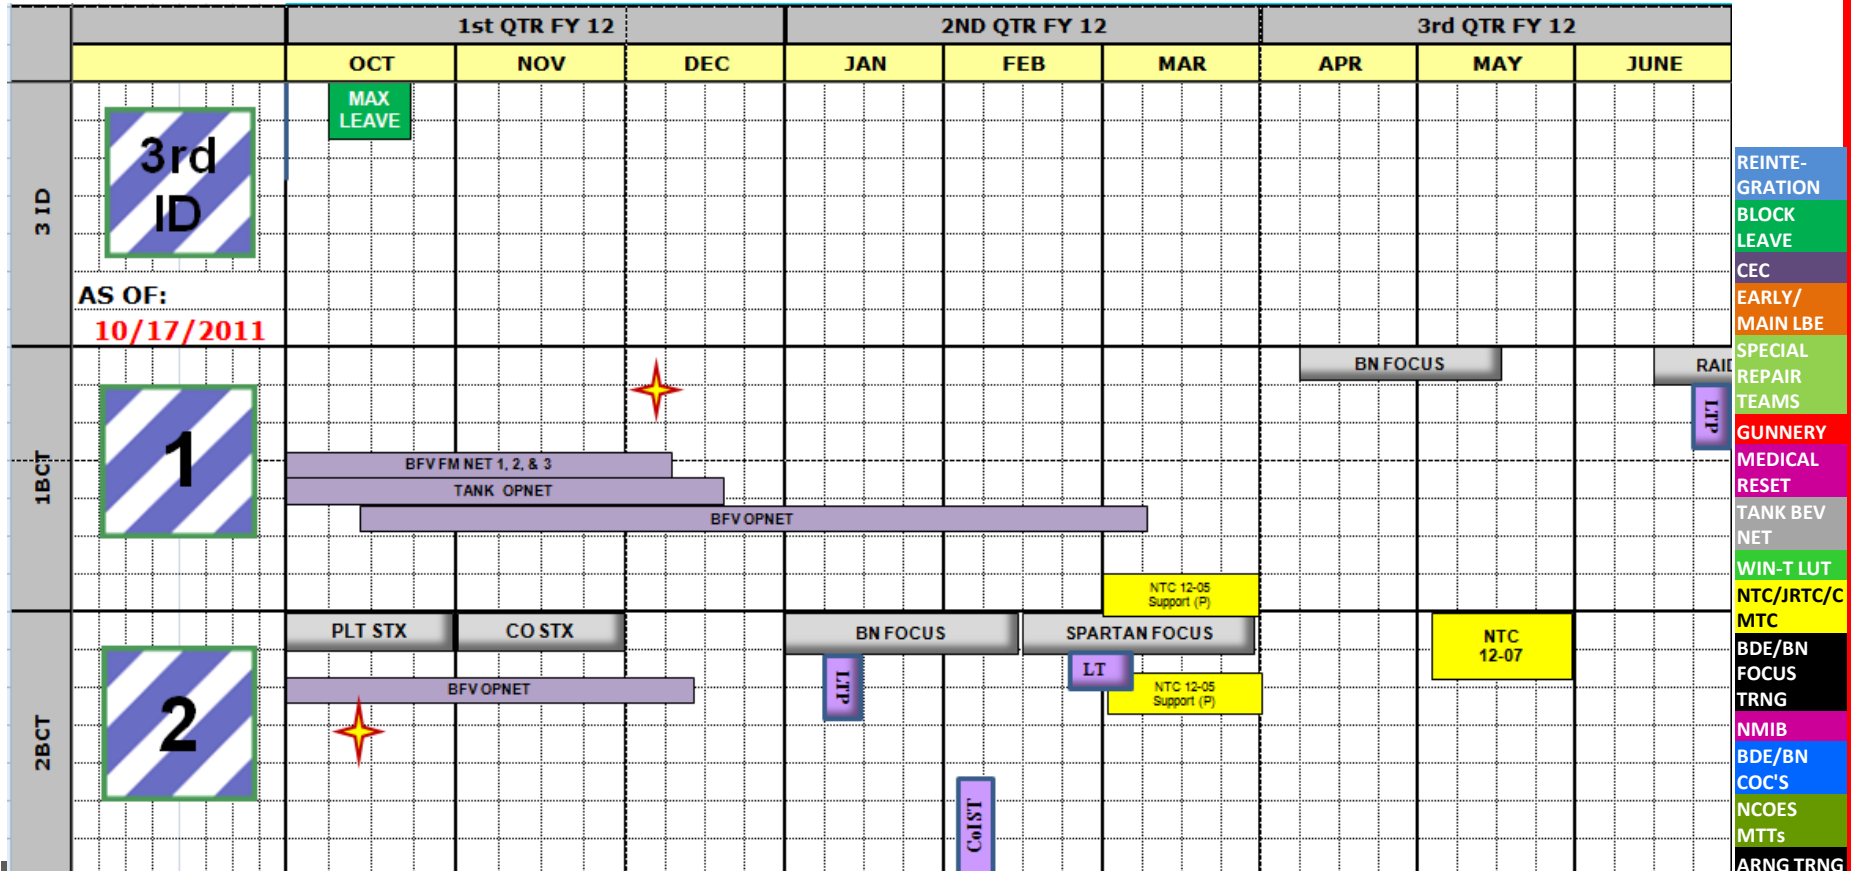 1st QTR FY 12
2ND QTR FY 12
3rd QTR FY 12
OCT
NOV
DEC
JAN
FEB
MAR
APR
MAY
JUNE
3 ID
3rd
ID
AS OF:
10/17/2011
MAX
LEAVE
1BCT
1
BN FOCUS
RAID
LTP
BFV FM NET 1, 2, & 3
TANK OPNET
BFV OPNET
NTC 12-05
Support (P)
2BCT
2
PLT STX
CO STX
BN FOCUS
SPARTAN FOCUS
NTC
12-07
BFV OPNET
LTP
LT
NTC 12-05
Support (P)
CoIST
REINTE-
GRATION
BLOCK
LEAVE
CEC
EARLY/
MAIN LBE
SPECIAL
REPAIR
TEAMS
GUNNERY
MEDICAL
RESET
TANK BEV
NET
WIN-T LUT
NTC/JRTC/C
MTC
BDE/BN
FOCUS
TRNG
NMIB
BDE/BN
COC'S
NCOES
MTTs
ARNG TRNG